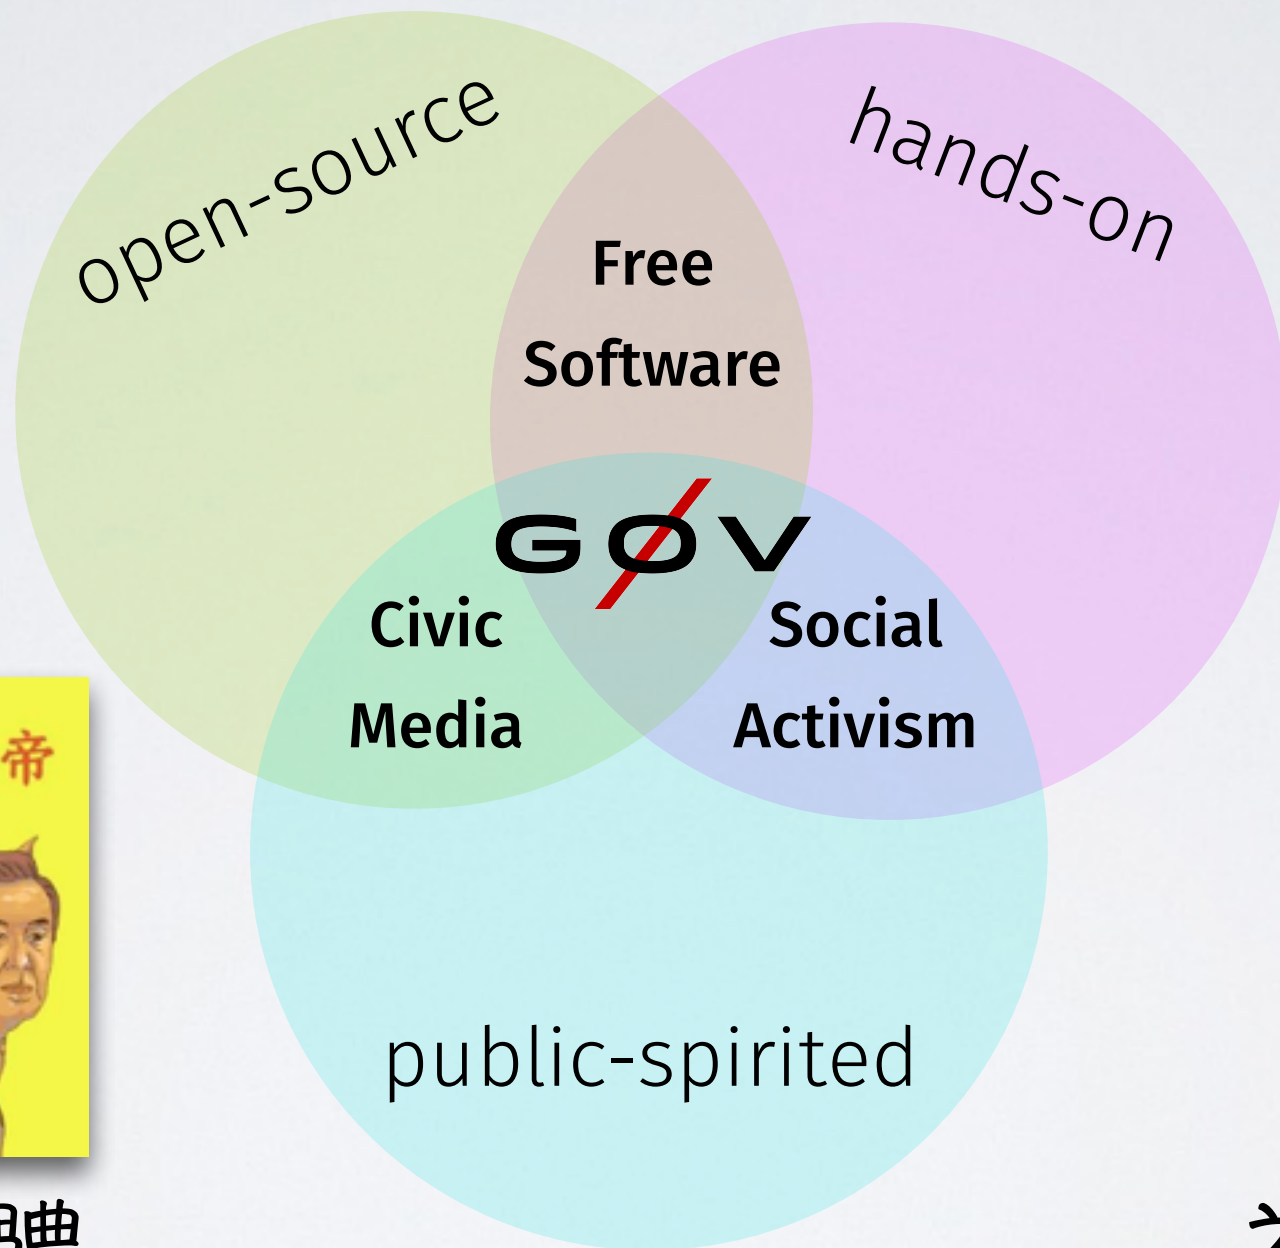 open-source
hands-on
Free
Software
GØV
Civic
Media
Social
Activism
帝
public-spirited